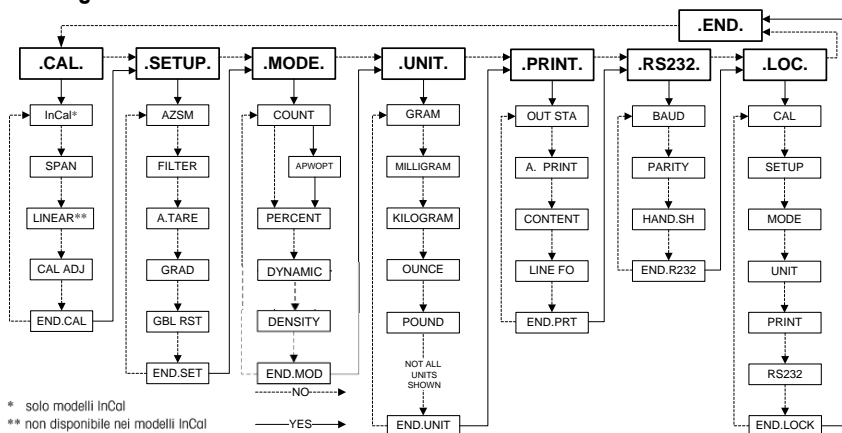 .END.
.CAL.
.SETUP.
.MODE.
.UNIT.
.PRINT.
.RS232.
.LOC.
InCal*
SPAN
LINEAR**
CAL ADJ
END.CAL
AZSM
FILTER
A.TARE
GRAD
GBL RST
END.SET
COUNT
APWOPT
PERCENT
DYNAMIC
DENSITY
END.MOD
GRAM
MILLIGRAM
KILOGRAM
OUNCE
POUND
NOT ALL
UNITS
SHOWN
END.UNIT
OUT STA
A. PRINT
CONTENT
LINE FO
END.PRT
BAUD
PARITY
HAND.SH
END.R232
CAL
SETUP
MODE
UNIT
PRINT
RS232
END.LOCK
NO
YES
* solo modelli InCal
** non disponibile nei modelli InCal